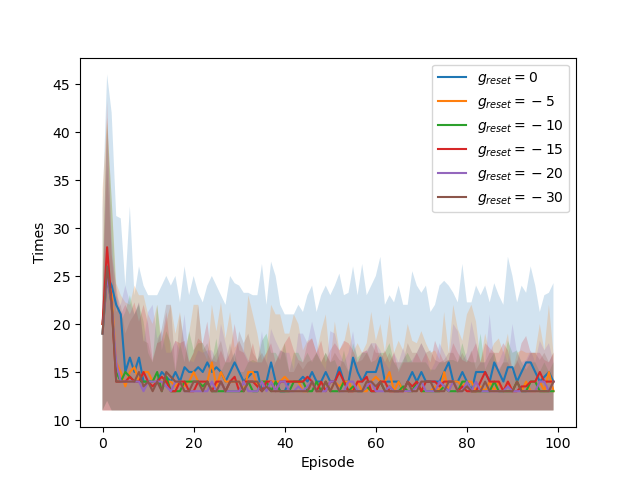 45
40
35
30
25
20
15
10
Times
0
20
40
60
80
100
Episode
g_reset = 0
g_reset = −5
g_reset = −10
g_reset = −15
g_reset = −20
g_reset = −30